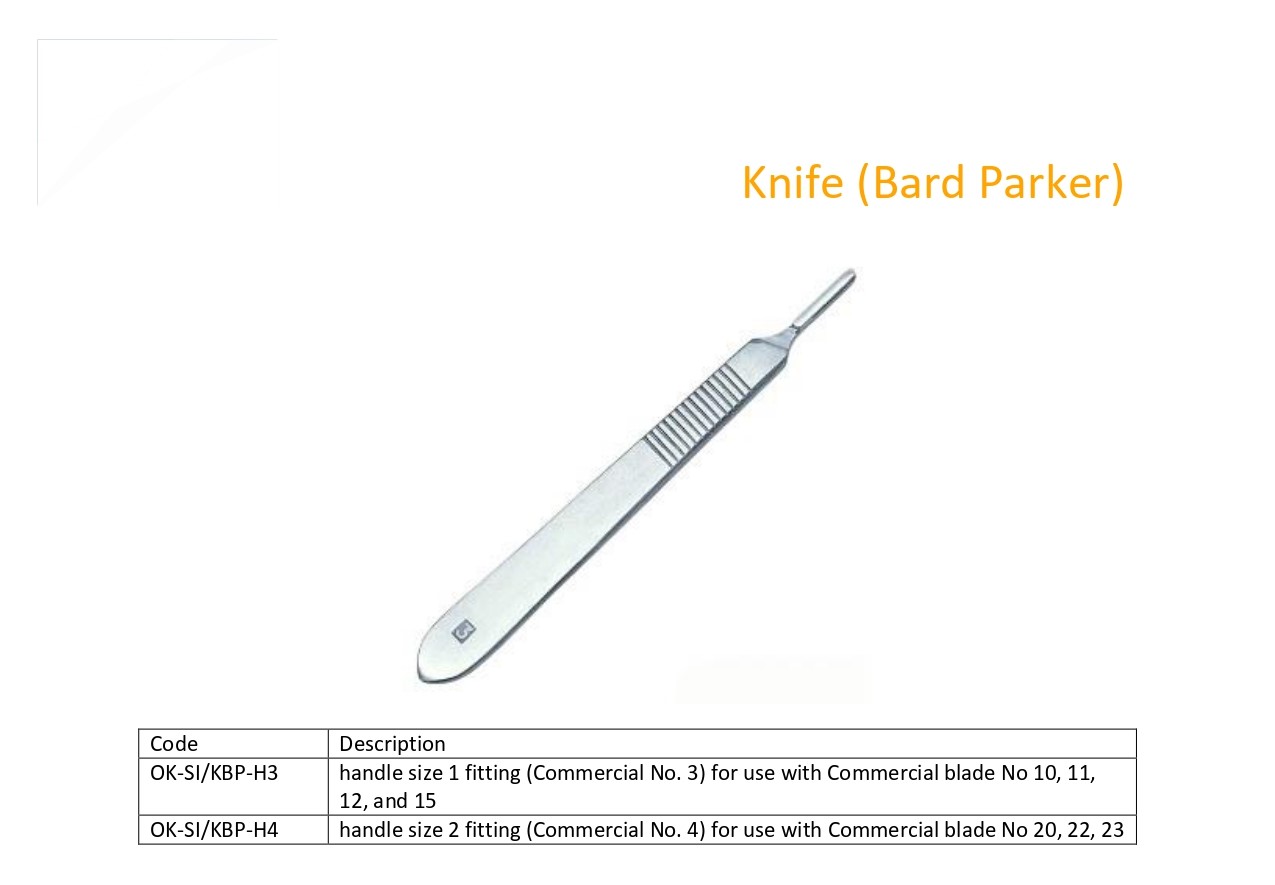 Knife (Bard Parker)
3
Code Description
OK-SI/KBP-H3 handle size 1 fitting (Commercial No. 3) for use with Commercial blade No 10, 11,
12, and 15
OK-SI/KBP-H4 handle size 2 fitting (Commercial No. 4) for use with Commercial blade No 20, 22, 23